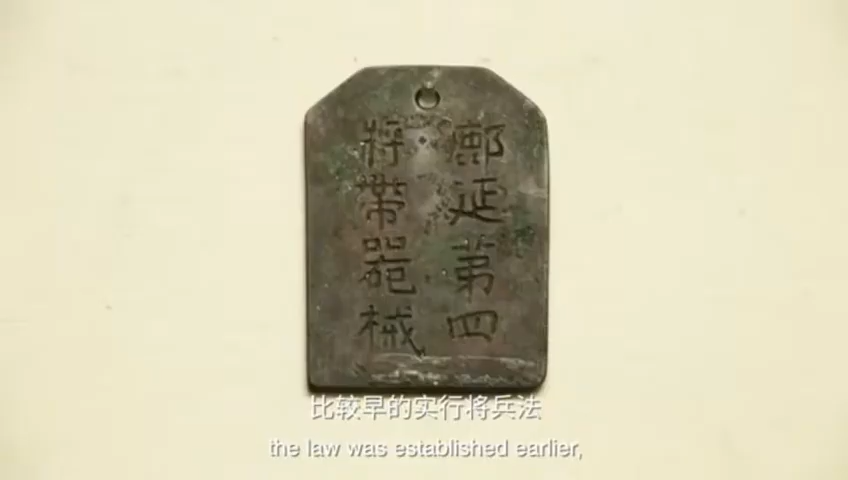 鄜延第四
將帶器械
比较早的实行将兵法
the law was established earlier,